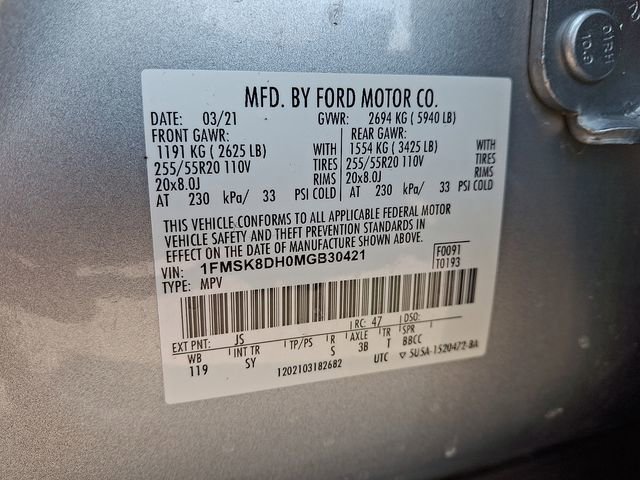 01RH
10.9
MFD. BY FORD MOTOR CO.
DATE: 03/21 GVWR: 2694 KG ( 5940 LB)
FRONT GAWR: REAR GAWR:
1191 KG ( 2625 LB) WITH 1554 KG ( 3425 LB) WITH
255/55R20 110V TIRES 255/55R20 110V TIRES
20x8.0J RIMS 20x8.0J RIMS
AT 230 kPa/ 33 PSI COLD AT 230 kPa/ 33 PSI COLD
THIS VEHICLE CONFORMS TO ALL APPLICABLE FEDERAL MOTOR
VEHICLE SAFETY AND THEFT PREVENTION STANDARDS IN
EFFECT ON THE DATE OF MANUFACTURE SHOWN ABOVE.
VIN: 1FMSK8DH0MGB30421 F0091
TYPE: MPV T0193
EXT PNT: JS RC: 47 DSO:
WB INT TR TP/PS R AXLE TR SPR
119 SY S 3B T BBCC
1202103182682 UTC ▽ SU5A-1520472-BA